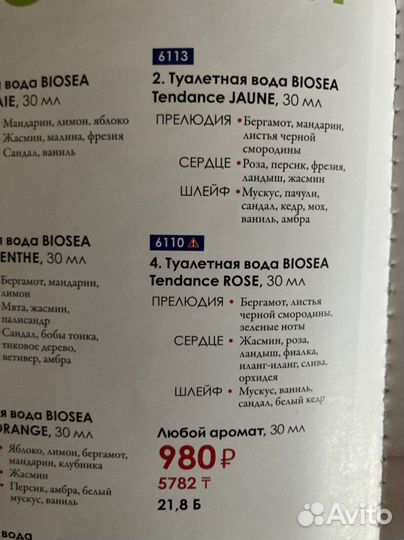 я вода BIOSEA
AIE, 30 мл
Мандарин, лимон, яблоко
Жасмин, малина, фрезия
Сандал, ваниль
6113
2. Туалетная вода BIOSEA
Tendance JAUNE, 30 мл
ПРЕЛЮДИЯ • Бергамот, мандарин,
листья черной
смородины
СЕРДЦЕ • Роза, персик, фрезия,
ландыш, жасмин
ШЛЕЙФ • Мускус, пачули,
сандал, кедр, мох,
ваниль, амбра
я вода BIOSEA
ENTHE, 30 мл
Бергамот, мандарин,
лимон
Мята, жасмин,
палисандр
Сандал, бобы тонка,
тиковое дерево,
ветивер, амбра
6110
4. Туалетная вода BIOSEA
Tendance ROSE, 30 мл
ПРЕЛЮДИЯ • Бергамот, листья
черной смородины,
зеленые ноты
СЕРДЦЕ • Жасмин, роза,
ландыш, фиалка,
иланг-иланг, слива,
орхидея
ШЛЕЙФ • Мускус, ваниль,
сандал, белый кедр
я вода BIOSEA
ORANGE, 30 мл
• Яблоко, лимон, бергамот,
мандарин, клубника
• Жасмин
• Персик, амбра, белый
мускус, ваниль
Любой аромат, 30 мл
980 ₽
5782 ₸
21,8 Б
вода
Avito